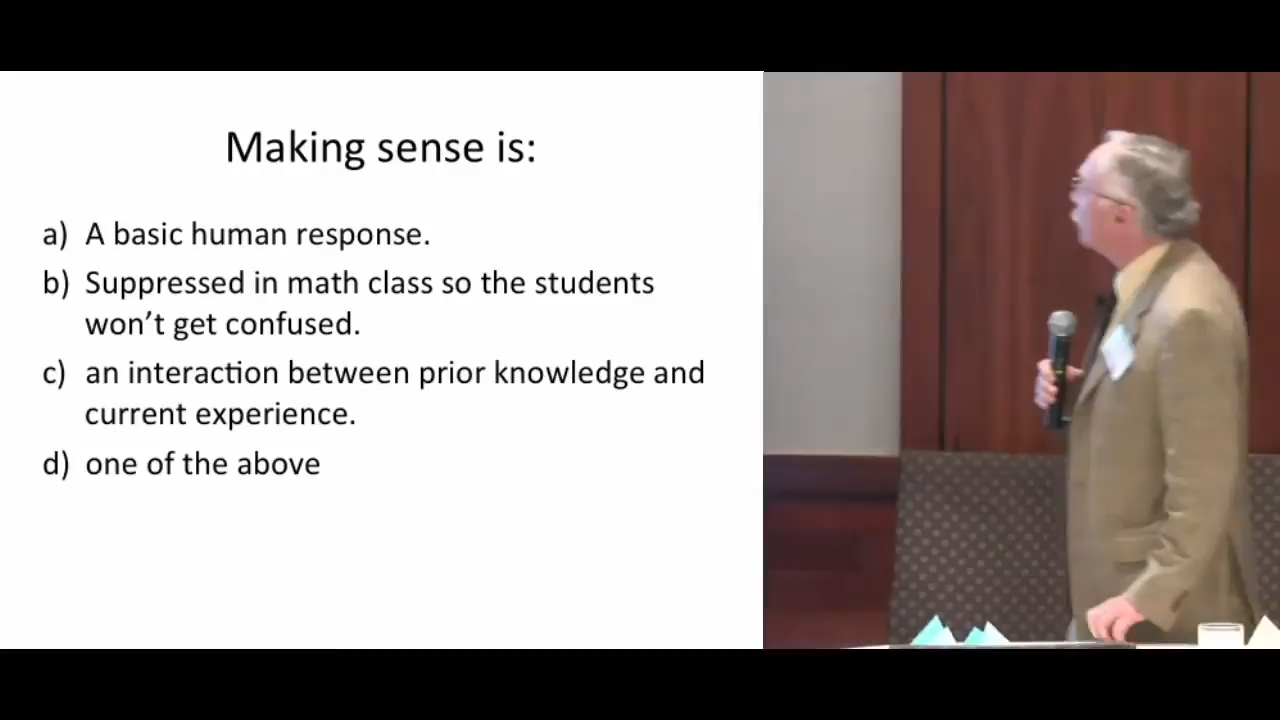 Making sense is:
a) A basic human response.
b) Suppressed in math class so the students
won't get confused.
c) an interaction between prior knowledge and
current experience.
d) one of the above